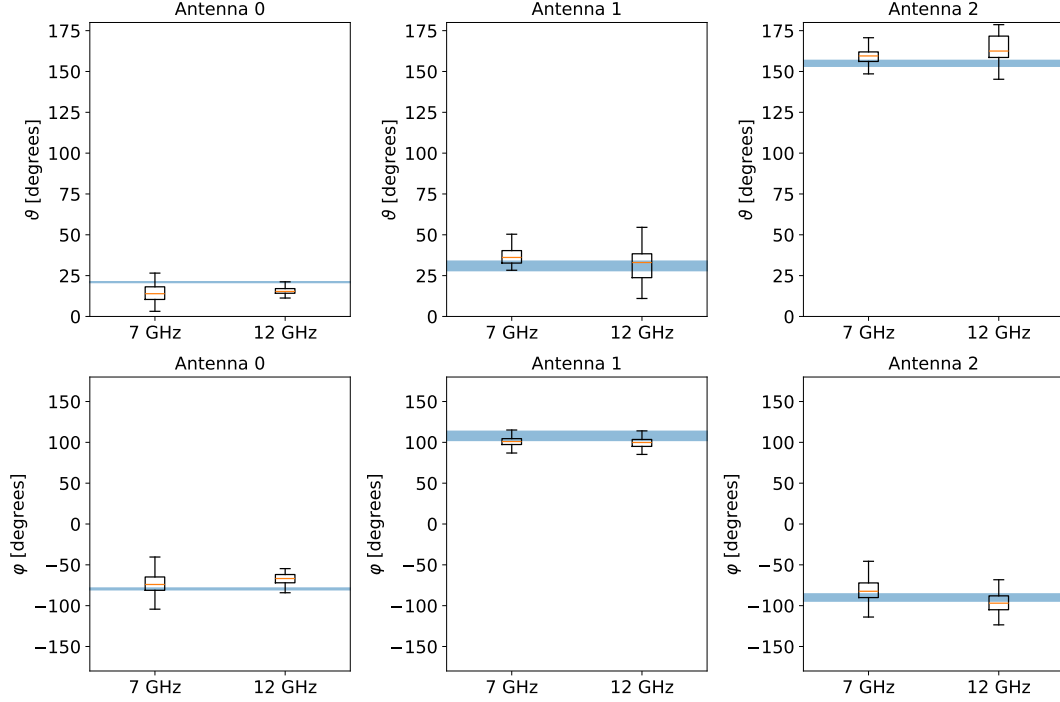 Antenna 0
Antenna 1
Antenna 2
175
150
125
100
75
50
25
0
ϑ [degrees]
7 GHz
12 GHz
175
150
125
100
75
50
25
0
ϑ [degrees]
7 GHz
12 GHz
175
150
125
100
75
50
25
0
ϑ [degrees]
7 GHz
12 GHz
Antenna 0
Antenna 1
Antenna 2
150
100
50
0
−50
−100
−150
φ [degrees]
7 GHz
12 GHz
150
100
50
0
−50
−100
−150
φ [degrees]
7 GHz
12 GHz
150
100
50
0
−50
−100
−150
φ [degrees]
7 GHz
12 GHz